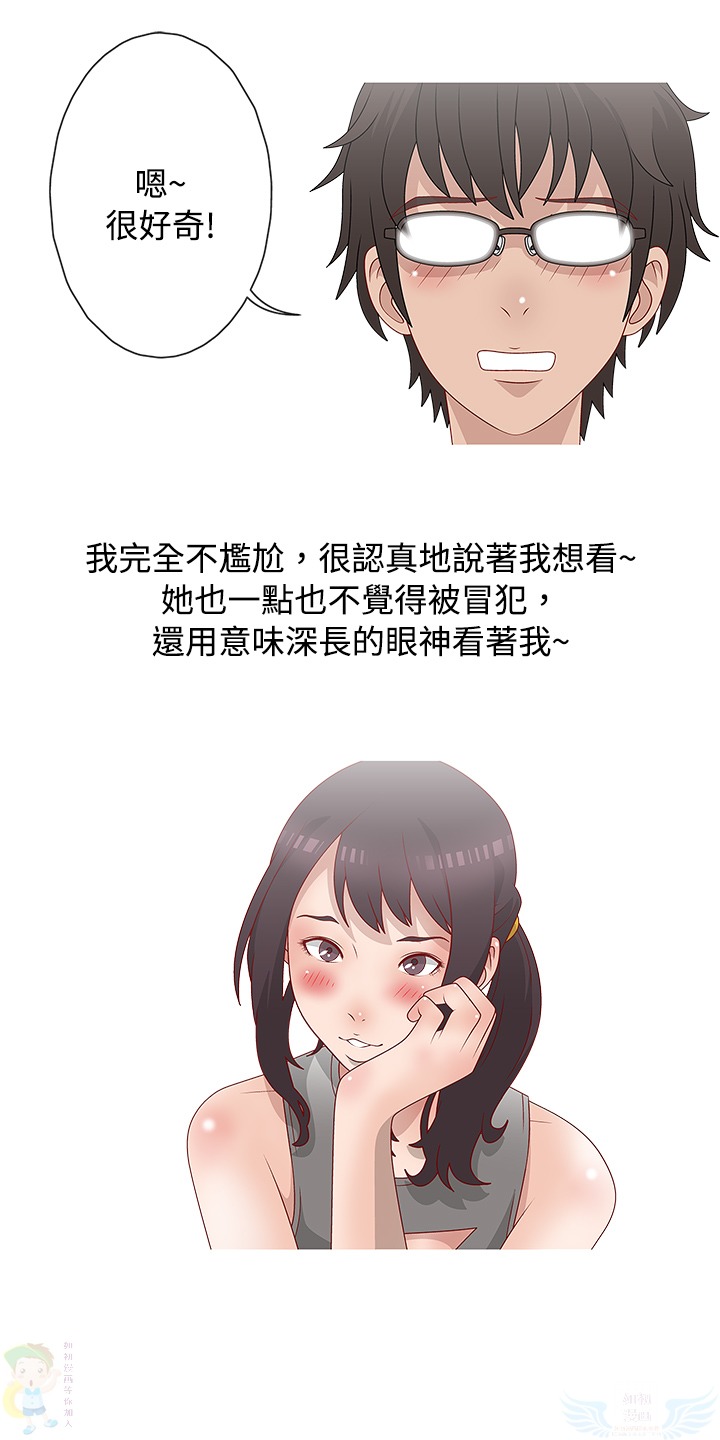 嗯~
很好奇!
我完全不尷尬，很認真地說著我想看~
她也一點也不覺得被冒犯，
還用意味深長的眼神看著我~